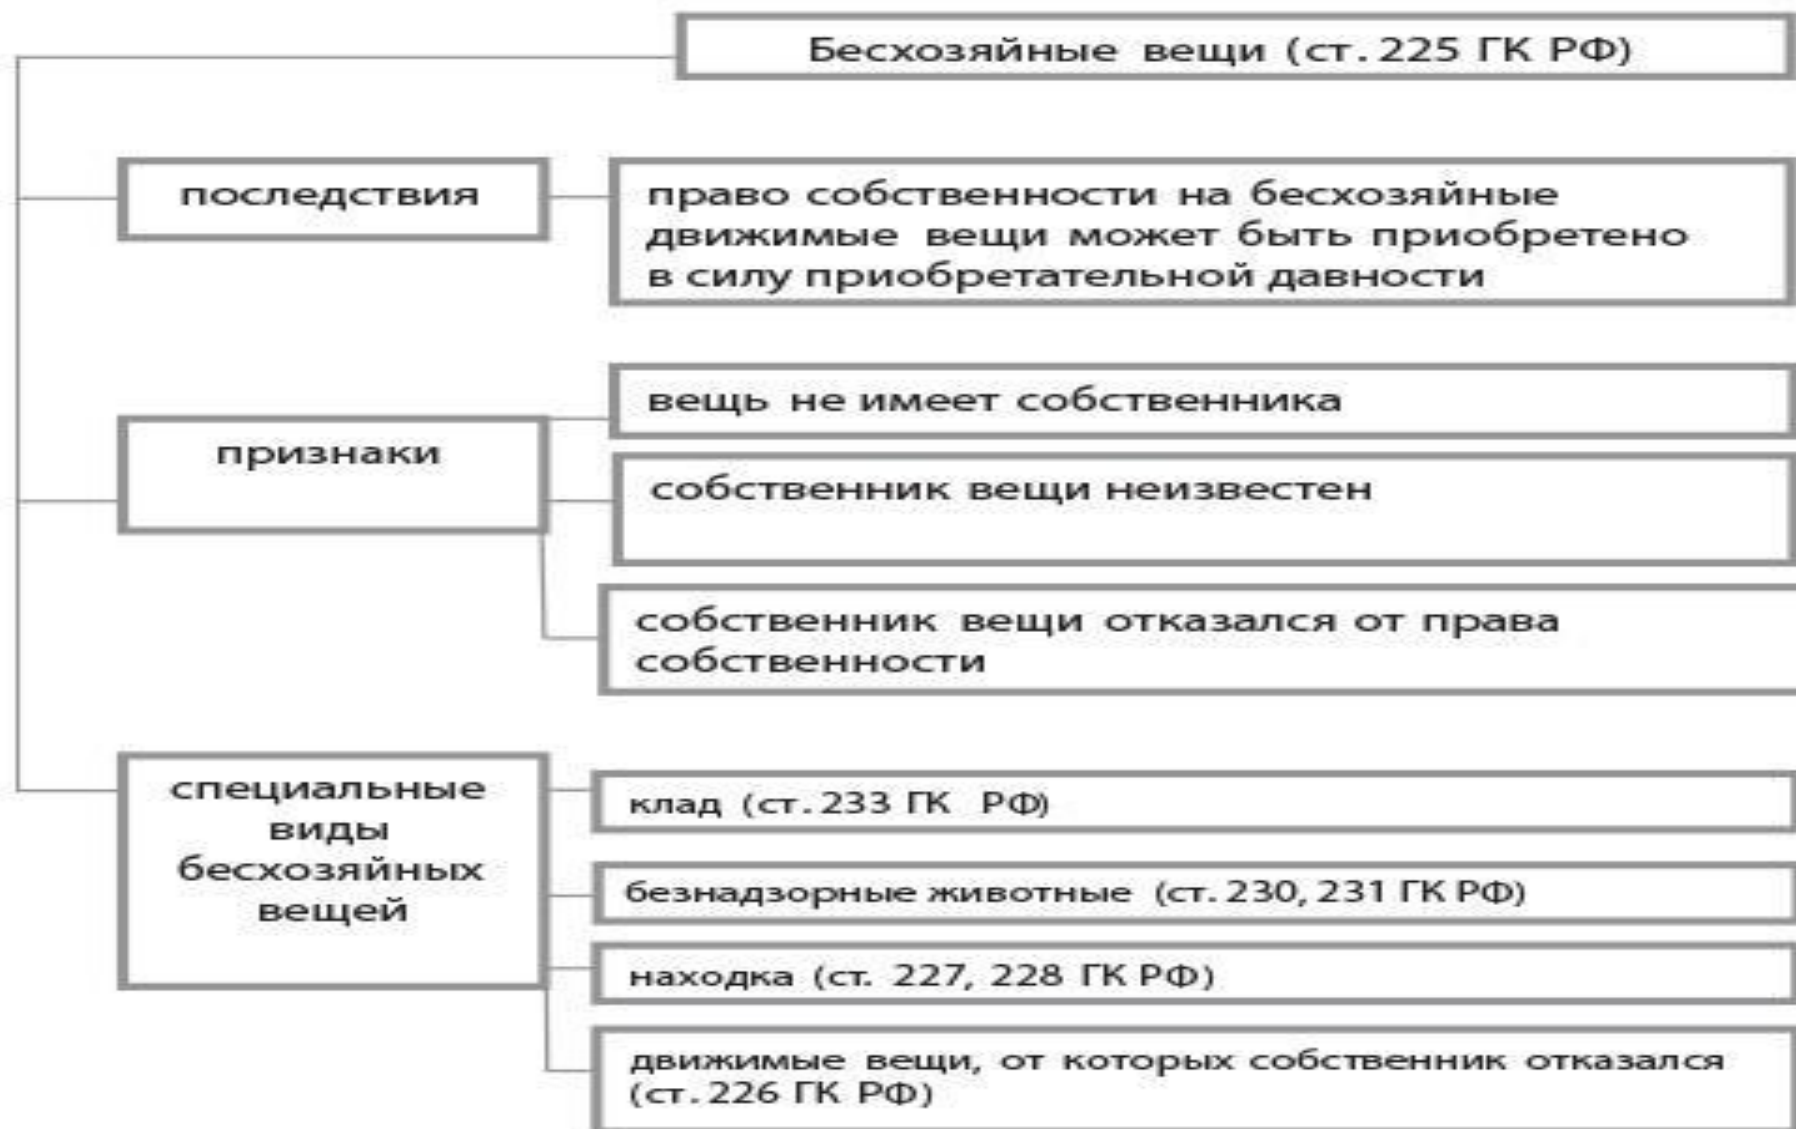 Бесхозяйные вещи (ст. 225 ГК РФ)
последствия
право собственности на бесхозяйные
движимые вещи может быть приобретено
в силу приобретательной давности
признаки
вещь не имеет собственника
собственник вещи неизвестен
собственник вещи отказался от права
собственности
специальные
виды
бесхозяйных
вещей
клад (ст. 233 ГК РФ)
безнадзорные животные (ст. 230, 231 ГК РФ)
находка (ст. 227, 228 ГК РФ)
движимые вещи, от которых собственник отказался
(ст. 226 ГК РФ)